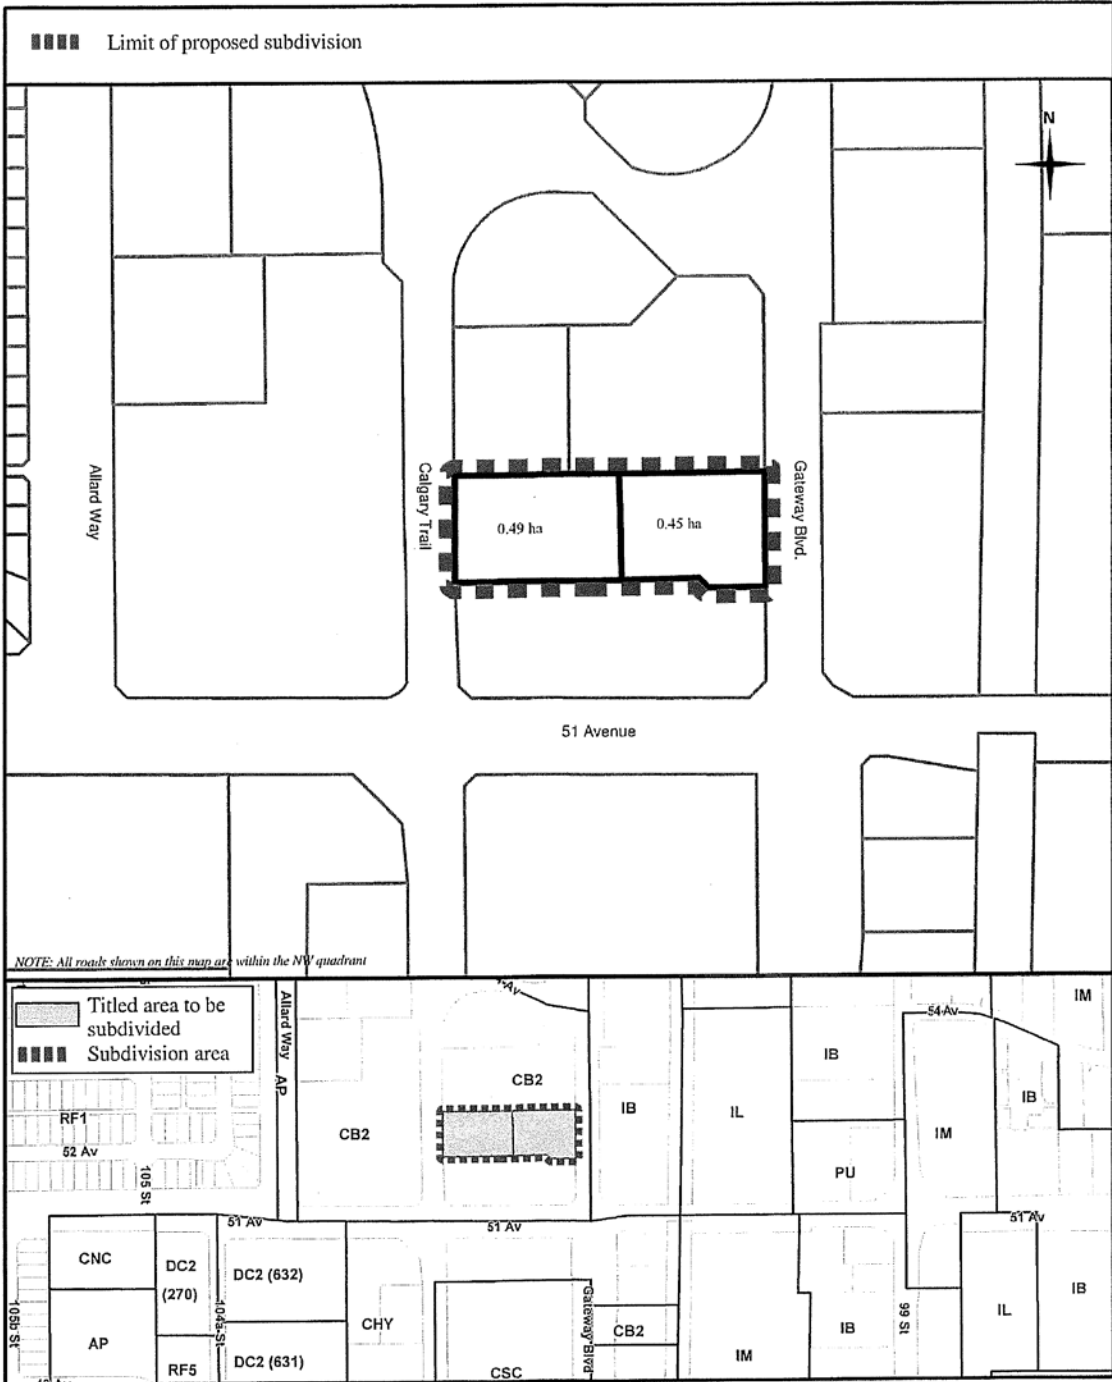 Limit of proposed subdivision
N
Allard Way
Calgary Trail
Gateway Blvd.
0.49 ha
0.45 ha
51 Avenue
NOTE: All roads shown on this map are within the NW quadrant
Titled area to be
subdivided
Subdivision area
Allard Way
AP
54 Av
IM
IB
IB
CB2
IB
IL
IM
RF1
CB2
52 Av
PU
105 St
51 Av
51 Av
51 Av
CNC
DC2
(270)
DC2 (632)
105b St
104a St
Gateway Blvd
99 St
IB
IL
CHY
CB2
IB
AP
RF5
DC2 (631)
CSC
IM